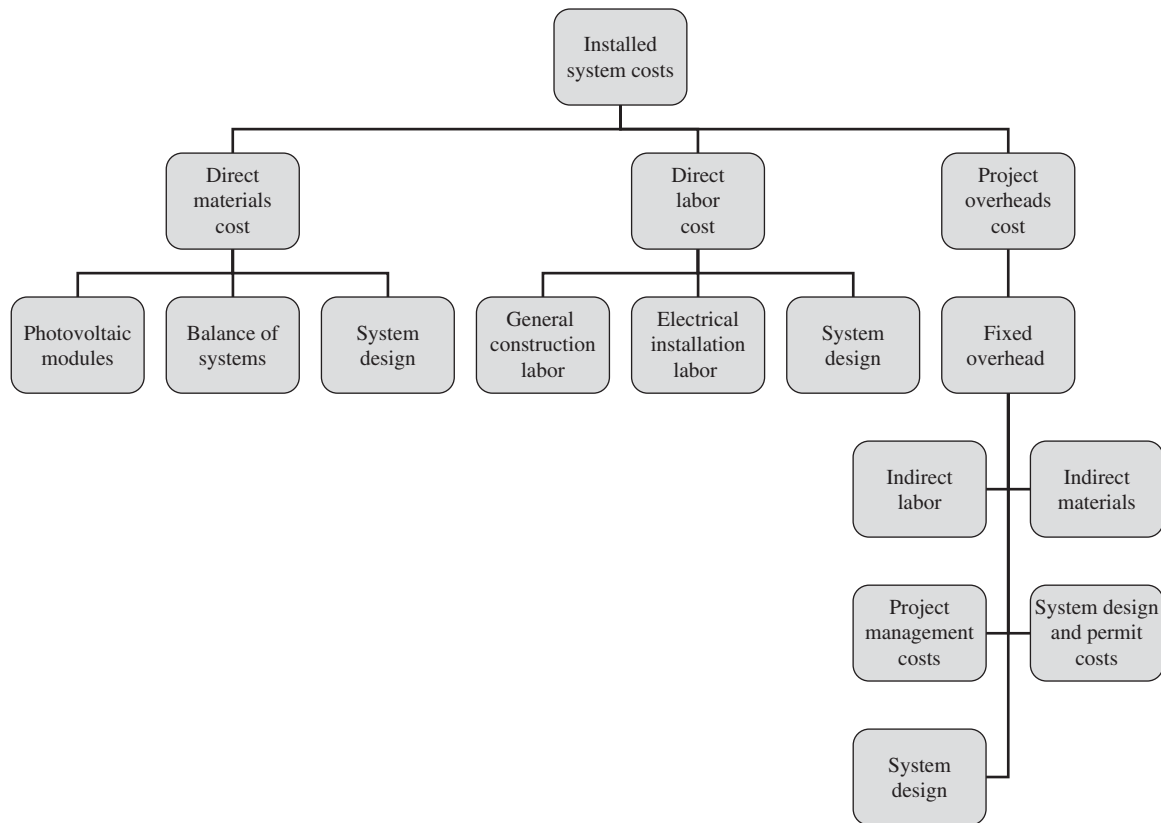 Installed
system costs
Direct
materials
cost
Direct
labor
cost
Project
overheads
cost
Photovoltaic
modules
Balance of
systems
System
design
General
construction
labor
Electrical
installation
labor
System
design
Fixed
overhead
Indirect
labor
Indirect
materials
Project
management
costs
System design
and permit
costs
System
design